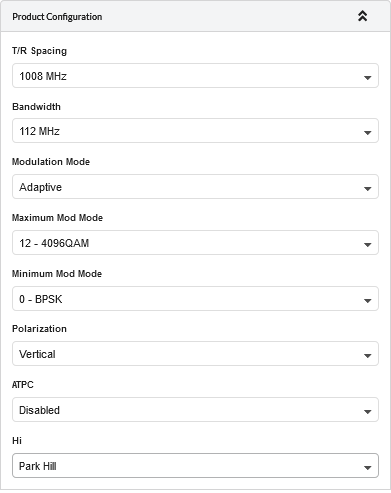 Product Configuration
T/R Spacing
1008 MHz
Bandwidth
112 MHz
Modulation Mode
Adaptive
Maximum Mod Mode
12 - 4096QAM
Minimum Mod Mode
0 - BPSK
Polarization
Vertical
ATPC
Disabled
Hi
Park Hill